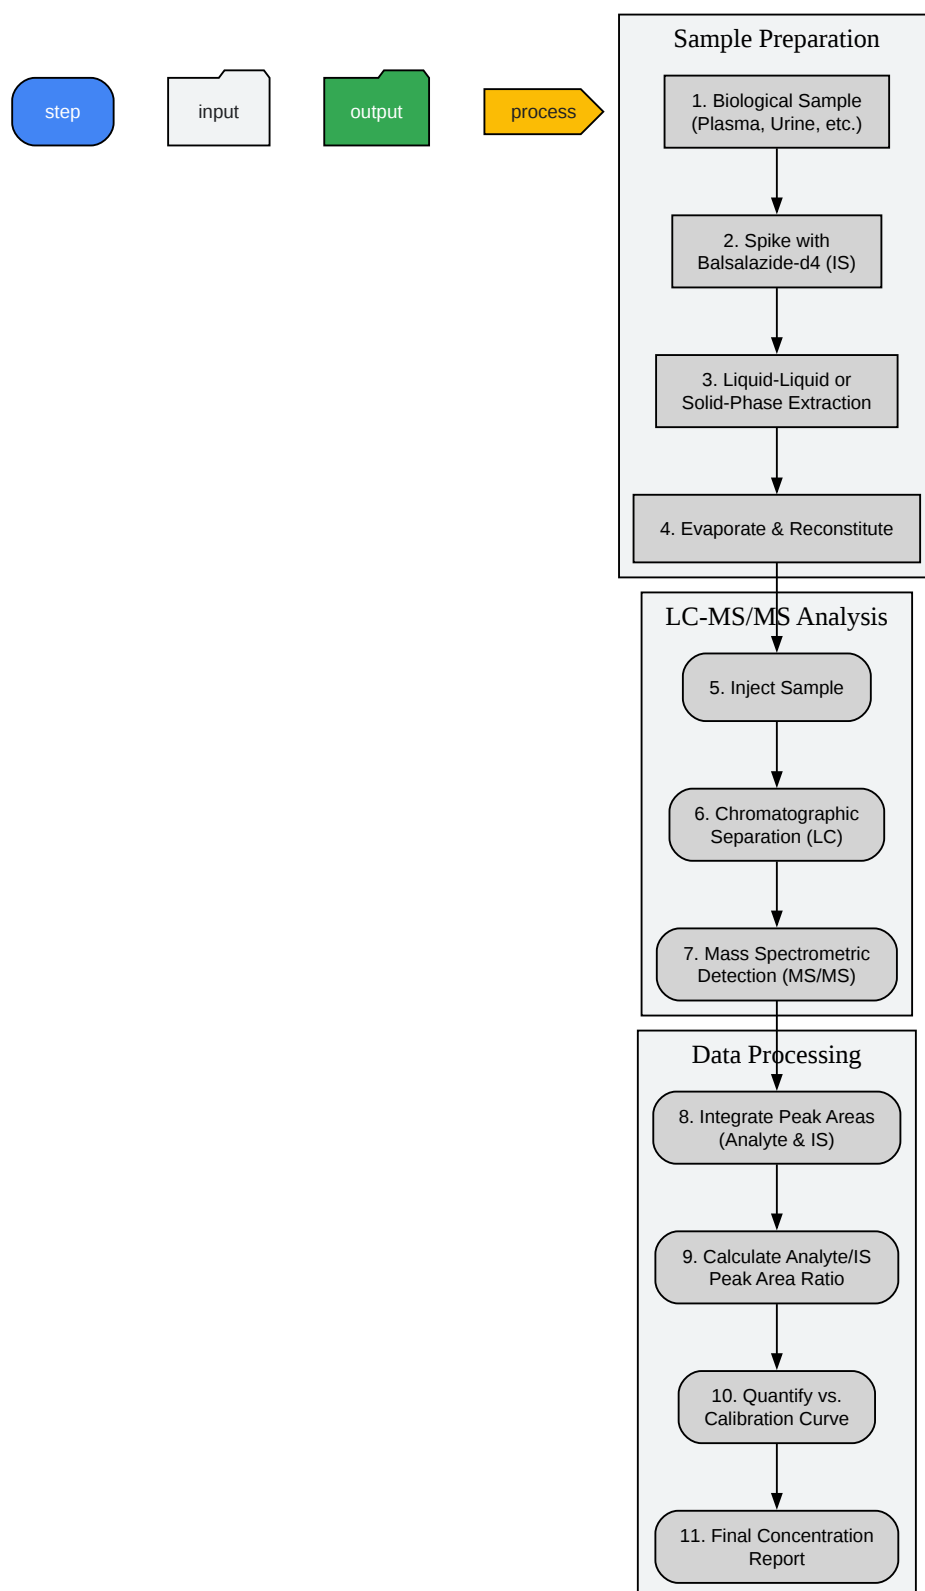 step
input
output
process
Sample Preparation
1. Biological Sample
(Plasma, Urine, etc.)
2. Spike with
Balsalazide-d4 (IS)
3. Liquid-Liquid or
Solid-Phase Extraction
4. Evaporate & Reconstitute
LC-MS/MS Analysis
5. Inject Sample
6. Chromatographic
Separation (LC)
7. Mass Spectrometric
Detection (MS/MS)
Data Processing
8. Integrate Peak Areas
(Analyte & IS)
9. Calculate Analyte/IS
Peak Area Ratio
10. Quantify vs.
Calibration Curve
11. Final Concentration
Report